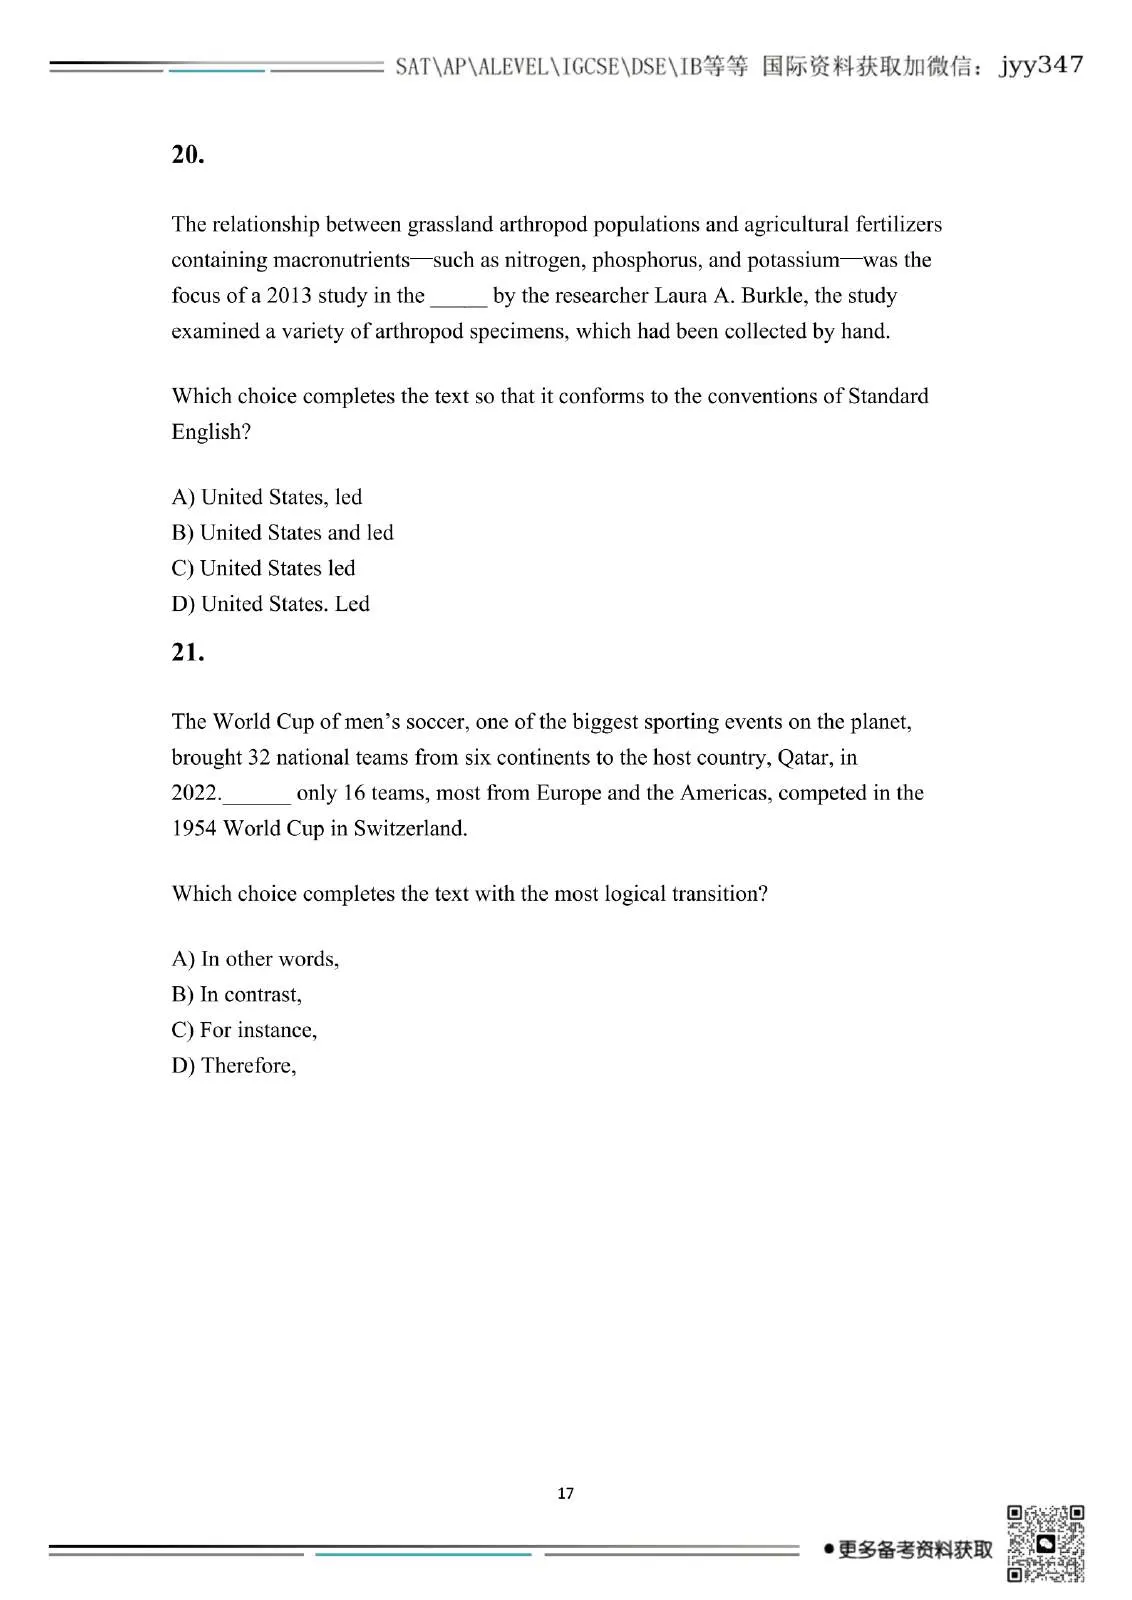 SAT\AP\ALEVEL\IGCSE\DSE\IB等等 国际资料获取加微信：jyy347
20.
The relationship between grassland arthropod populations and agricultural fertilizers
containing macronutrients—such as nitrogen, phosphorus, and potassium—was the
focus of a 2013 study in the _____ by the researcher Laura A. Burkle, the study
examined a variety of arthropod specimens, which had been collected by hand.
Which choice completes the text so that it conforms to the conventions of Standard
English?
A) United States, led
B) United States and led
C) United States led
D) United States. Led
21.
The World Cup of men’s soccer, one of the biggest sporting events on the planet,
brought 32 national teams from six continents to the host country, Qatar, in
2022.______ only 16 teams, most from Europe and the Americas, competed in the
1954 World Cup in Switzerland.
Which choice completes the text with the most logical transition?
A) In other words,
B) In contrast,
C) For instance,
D) Therefore,
17
●更多备考资料获取